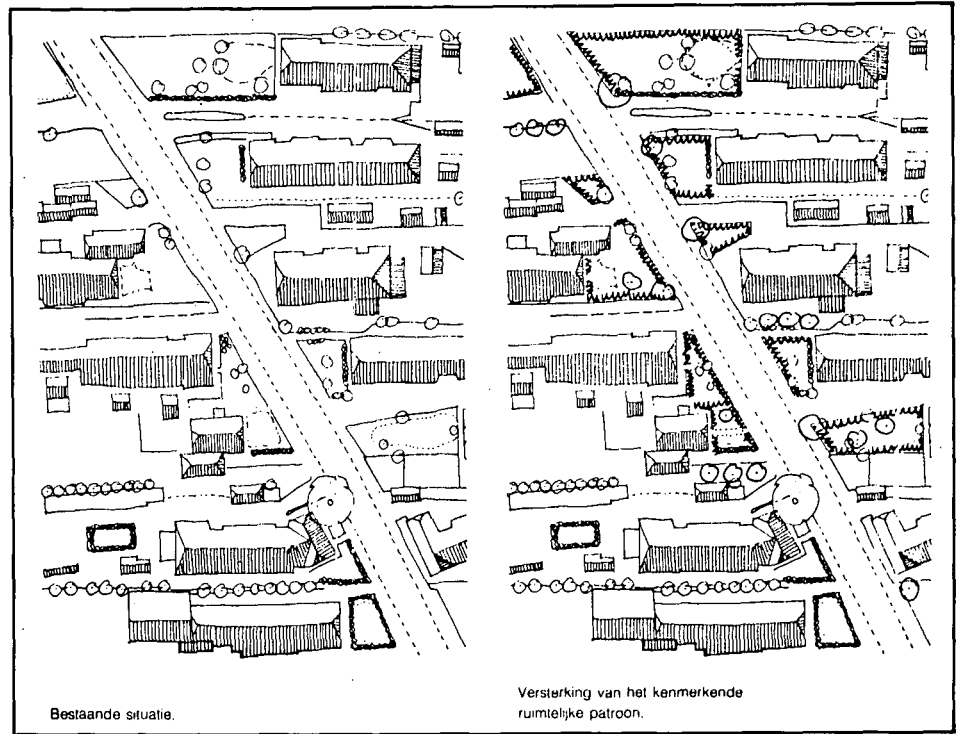 Bestaande situatie.
Versterking van het kenmerkende
ruimtelijke patroon.